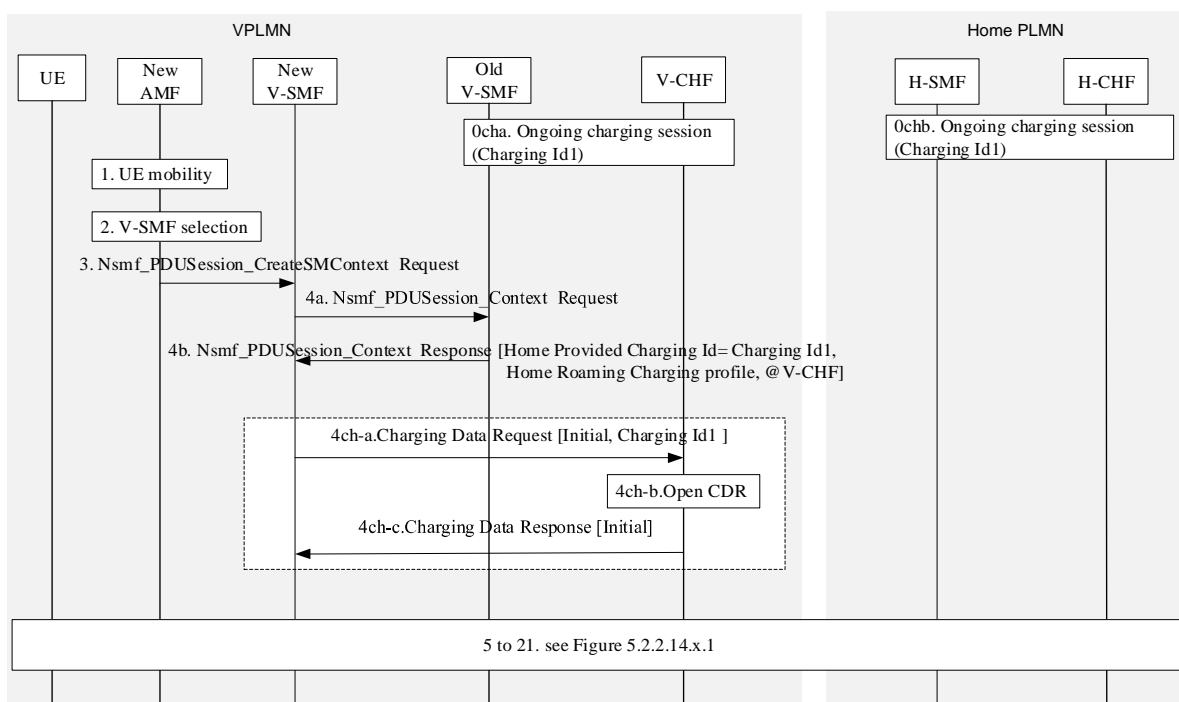 VPLMN
Home PLMN
UE
New
AMF
New
V-SMF
Old
V-SMF
V-CHF
H-SMF
H-CHF
0cha. Ongoing charging session
(Charging Id1)
0chb. Ongoing charging session
(Charging Id1)
1. UE mobility
2. V-SMF selection
3. Nsmf_PDUSession_CreateSMContext Request
4a. Nsmf_PDUSession_Context Request
4b. Nsmf_PDUSession_Context Response [Home Provided Charging Id= Charging Id1,
Home Roaming Charging profile, @V-CHF]
4ch-a.Charging Data Request [Initial, Charging Id1 ]
4ch-b.Open CDR
4ch-c.Charging Data Response [Initial]
5 to 21. see Figure 5.2.2.14.x.1